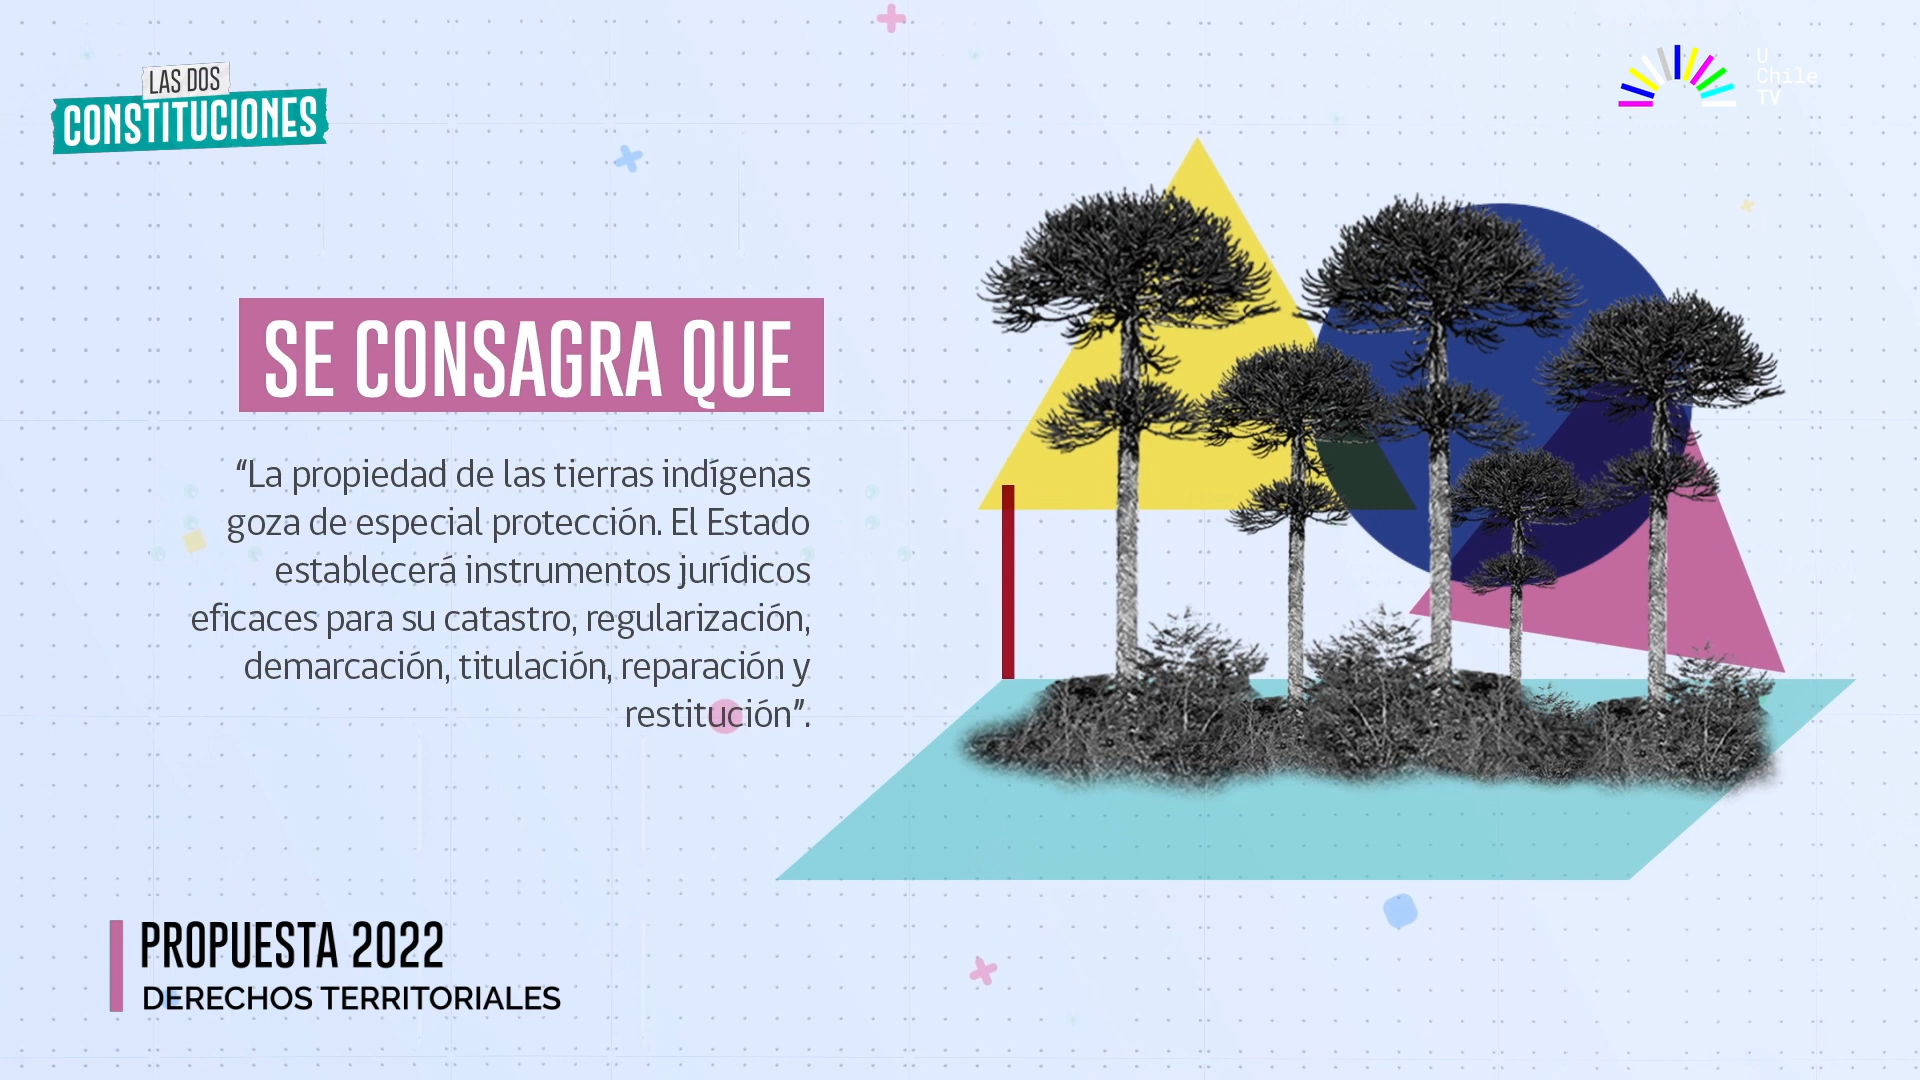 LAS DOS
CONSTITUCIONES
U
Chile
TV
SE CONSAGRA QUE
“La propiedad de las tierras indígenas
goza de especial protección. El Estado
establecerá instrumentos jurídicos
eficaces para su catastro, regularización,
demarcación, titulación, reparación y
restitución”.
PROPUESTA 2022
DERECHOS TERRITORIALES